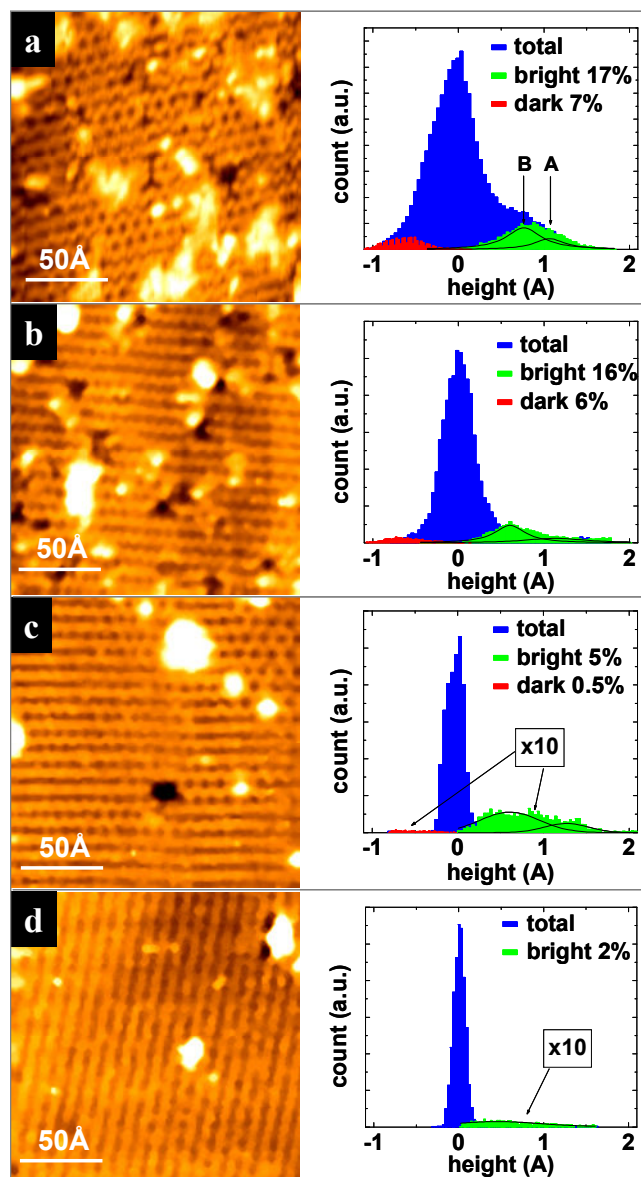 a
50Å
total
bright 17%
dark 7%
B A
count (a.u.)
-1 0 1 2
height (A)
b
50Å
total
bright 16%
dark 6%
count (a.u.)
-1 0 1 2
height (A)
c
50Å
total
bright 5%
dark 0.5%
x10
count (a.u.)
-1 0 1 2
height (A)
d
50Å
total
bright 2%
x10
count (a.u.)
-1 0 1 2
height (A)